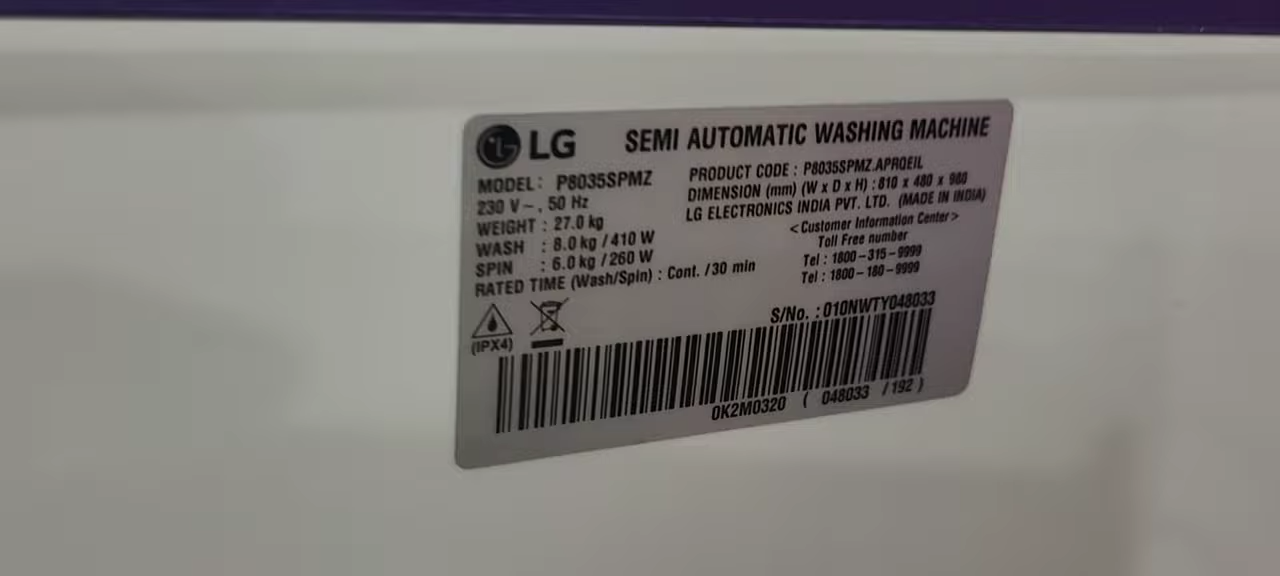 LG SEMI AUTOMATIC WASHING MACHINE
MODEL : P8035SPMZ
230 V~, 50 Hz
WEIGHT : 27.0 kg
WASH : 8.0 kg / 410 W
SPIN : 6.0 kg / 260 W
RATED TIME (Wash/Spin) : Cont. / 30 min
PRODUCT CODE : P8035SPMZ.APRQEIL
DIMENSION (mm) (W x D x H) : 810 x 480 x 980
LG ELECTRONICS INDIA PVT. LTD. (MADE IN INDIA)
<Customer Information Center>
Toll Free number
Tel : 1800-315-9999
Tel : 1800-180-9999
(IPX4)
S/No. : 010NWTY048033
0K2M0320 ( 048033 / 192 )